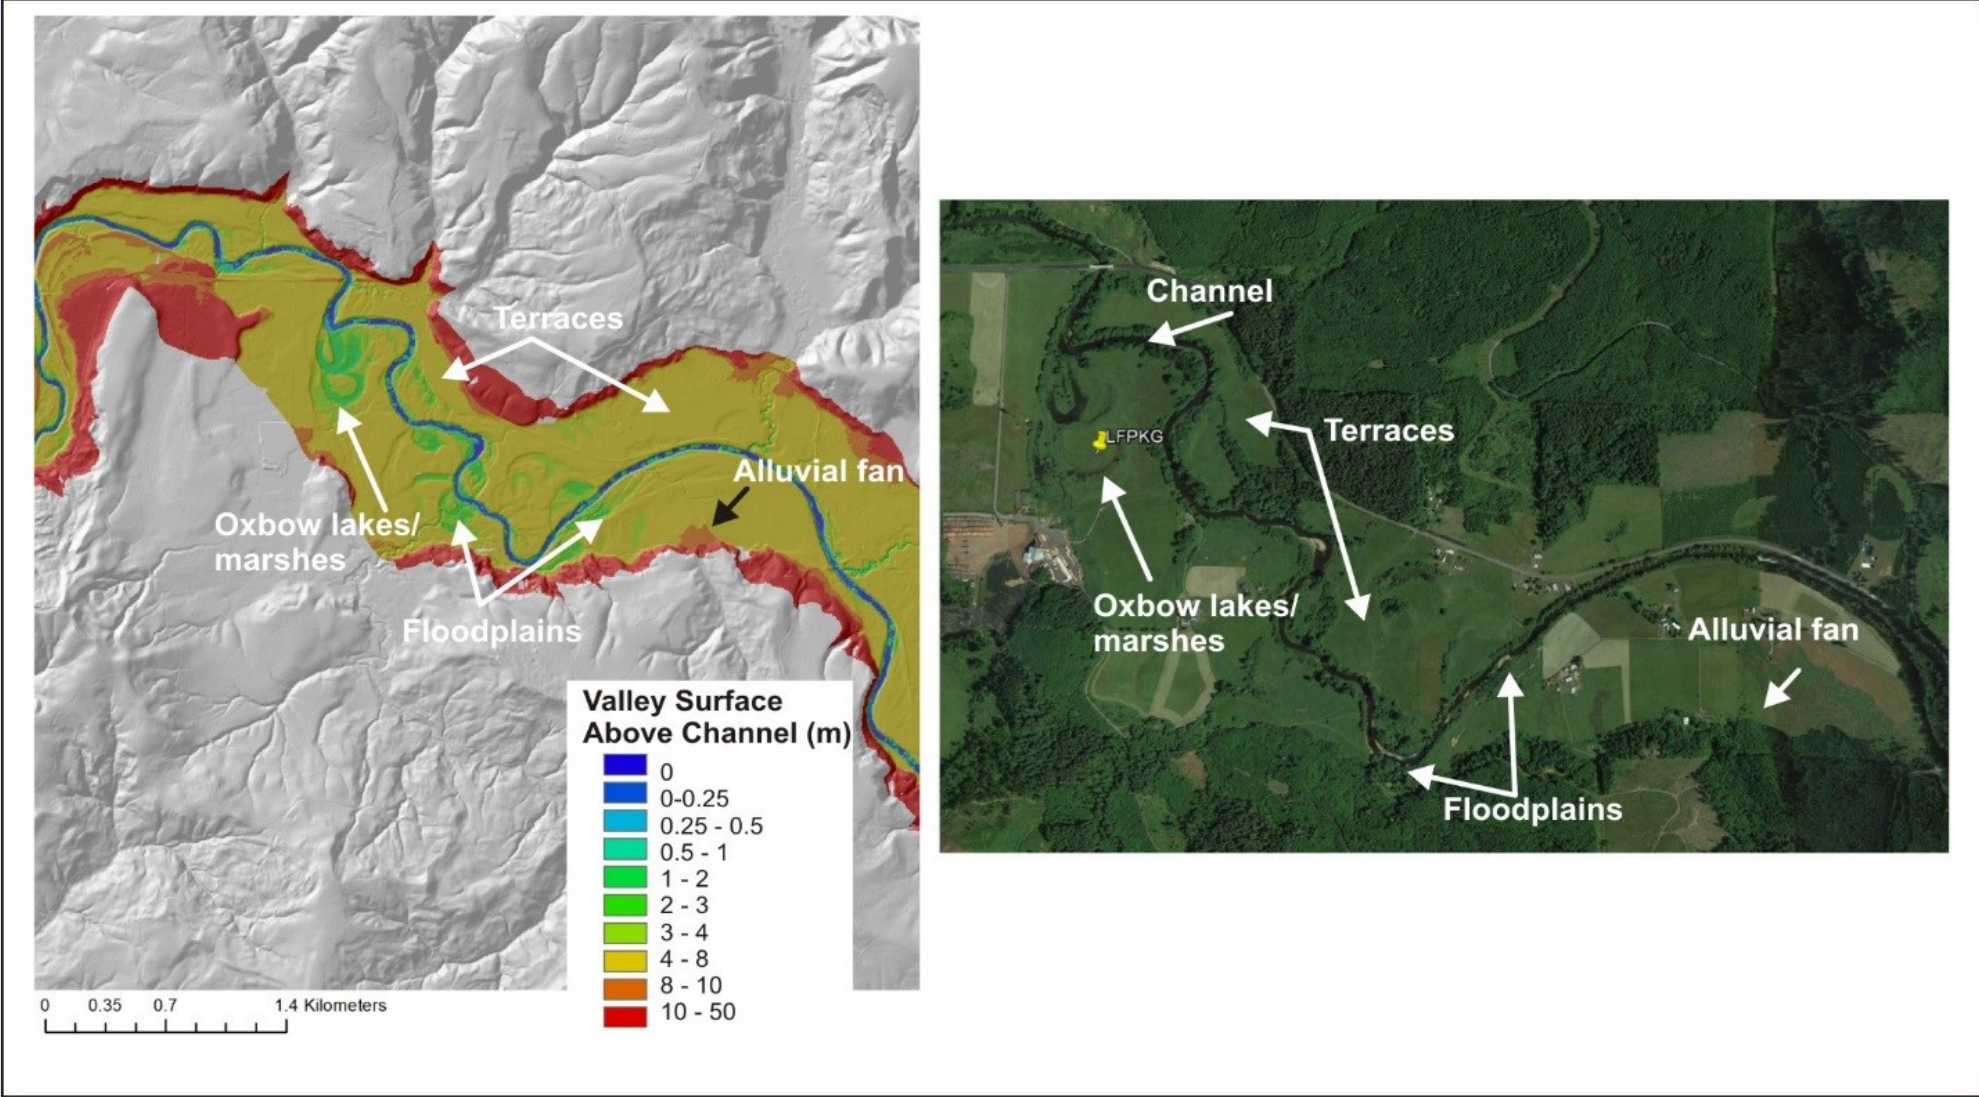 Terraces
Alluvial fan
Oxbow lakes/
marshes
Floodplains
Valley Surface
Above Channel (m)
0
0-0.25
0.25 - 0.5
0.5 - 1
1 - 2
2 - 3
3 - 4
4 - 8
8 - 10
10 - 50
0 0.35 0.7 1.4 Kilometers
Channel
Terraces
LFPKG
Oxbow lakes/
marshes
Alluvial fan
Floodplains